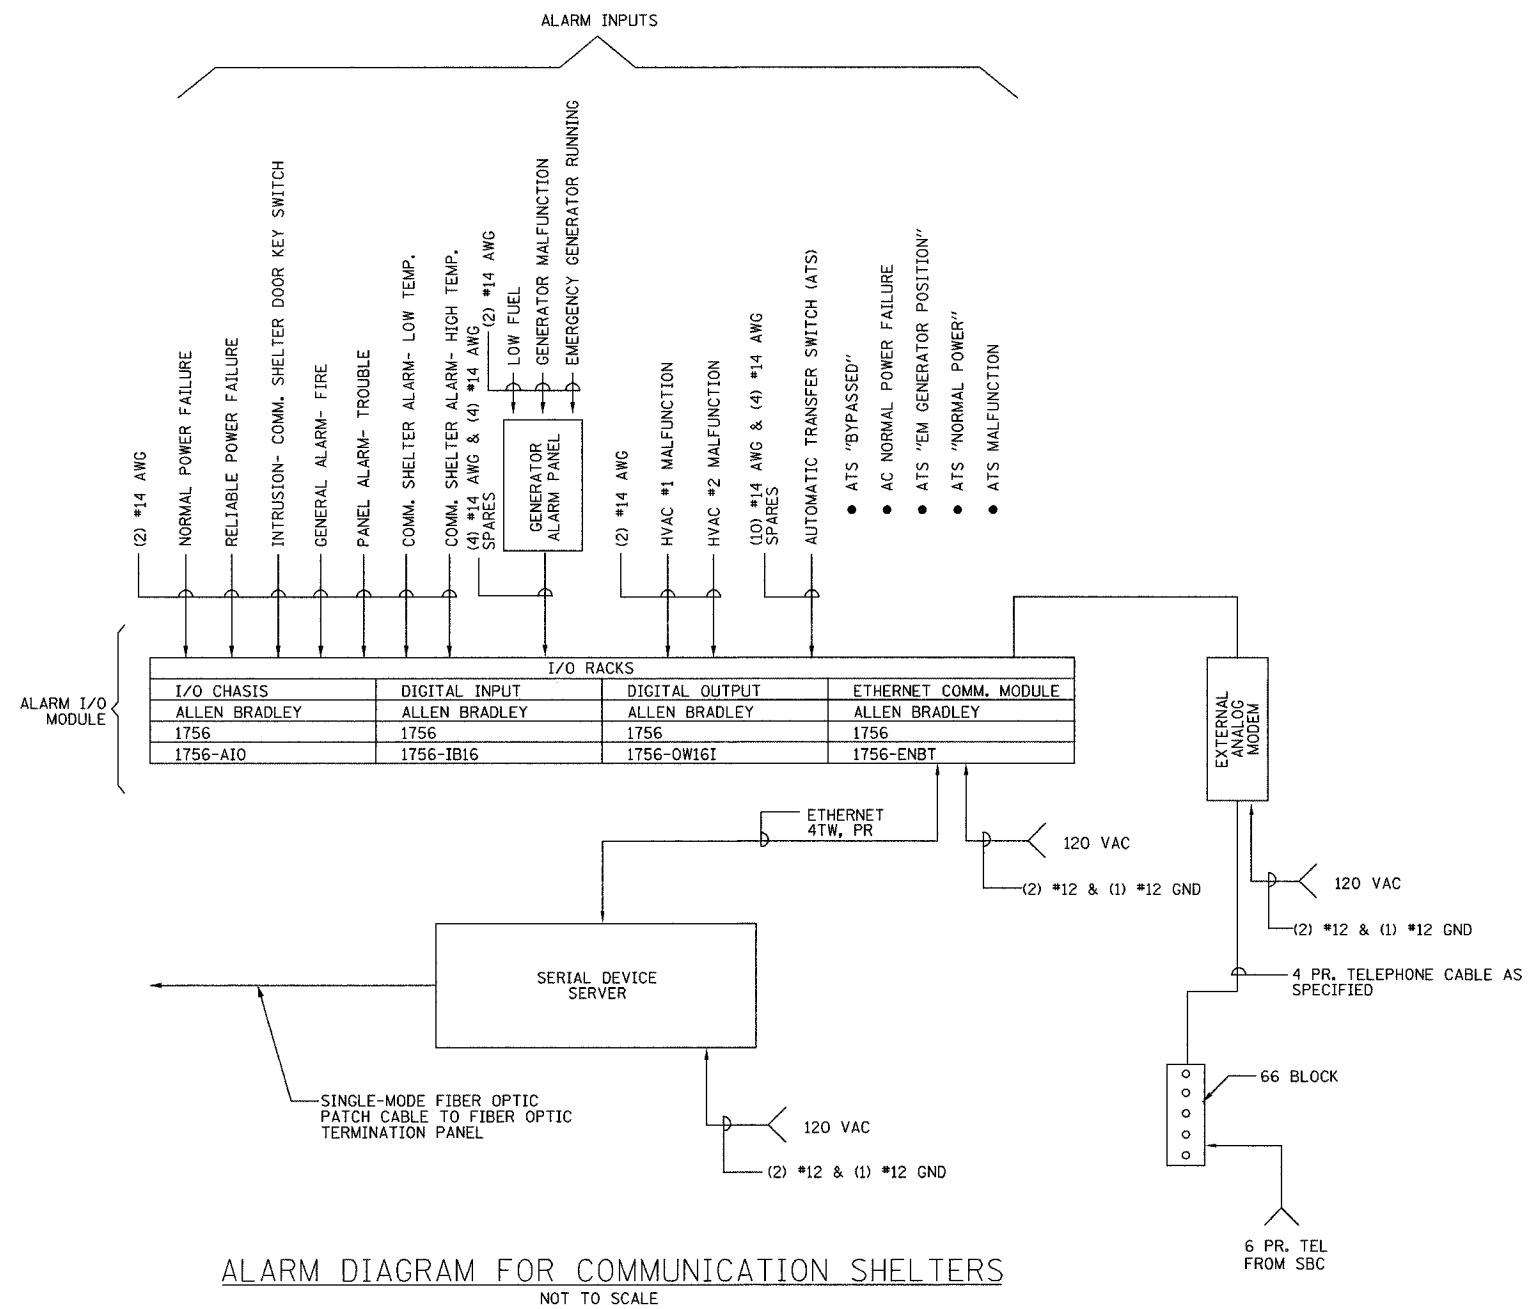 ALARM INPUTS
(2) #14 AWG
NORMAL POWER FAILURE
RELIABLE POWER FAILURE
INTRUSION- COMM. SHELTER DOOR KEY SWITCH
GENERAL ALARM- FIRE
PANEL ALARM- TROUBLE
COMM. SHELTER ALARM- LOW TEMP.
COMM. SHELTER ALARM- HIGH TEMP.
(4) #14 AWG & (4) #14 AWG
SPARES
(2) #14 AWG
LOW FUEL
GENERATOR MALFUNCTION
EMERGENCY GENERATOR RUNNING
GENERATOR
ALARM PANEL
(2) #14 AWG
HVAC #1 MALFUNCTION
HVAC #2 MALFUNCTION
(10) #14 AWG & (4) #14 AWG
SPARES
AUTOMATIC TRANSFER SWITCH (ATS)
● ATS "BYPASSED"
● AC NORMAL POWER FAILURE
● ATS "EM GENERATOR POSITION"
● ATS "NORMAL POWER"
● ATS MALFUNCTION
ALARM I/O
MODULE
I/O RACKS
I/O CHASIS DIGITAL INPUT DIGITAL OUTPUT ETHERNET COMM. MODULE
ALLEN BRADLEY ALLEN BRADLEY ALLEN BRADLEY ALLEN BRADLEY
1756 1756 1756 1756
1756-AIO 1756-IB16 1756-OW16I 1756-ENBT
EXTERNAL
ANALOG
MODEM
ETHERNET
4TW, PR
120 VAC
(2) #12 & (1) #12 GND
120 VAC
(2) #12 & (1) #12 GND
4 PR. TELEPHONE CABLE AS
SPECIFIED
SERIAL DEVICE
SERVER
SINGLE-MODE FIBER OPTIC
PATCH CABLE TO FIBER OPTIC
TERMINATION PANEL
120 VAC
(2) #12 & (1) #12 GND
66 BLOCK
6 PR. TEL
FROM SBC
ALARM DIAGRAM FOR COMMUNICATION SHELTERS
NOT TO SCALE